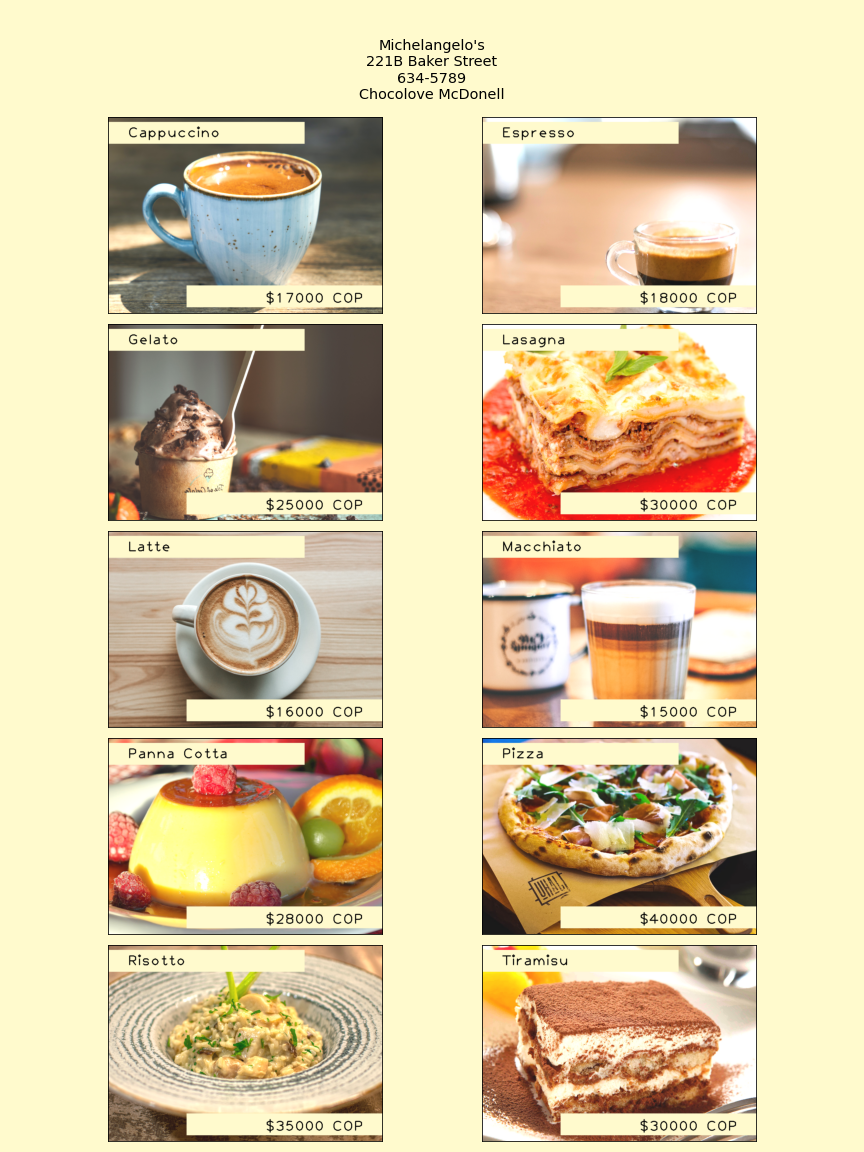 Michelangelo's
221B Baker Street
634-5789
Chocolove McDonell
Cappuccino
Espresso
$17000 COP
$18000 COP
Gelato
Lasagna
$25000 COP
$30000 COP
Latte
Macchiato
$16000 COP
$15000 COP
Panna Cotta
Pizza
$28000 COP
$40000 COP
Risotto
Tiramisu
$35000 COP
$30000 COP